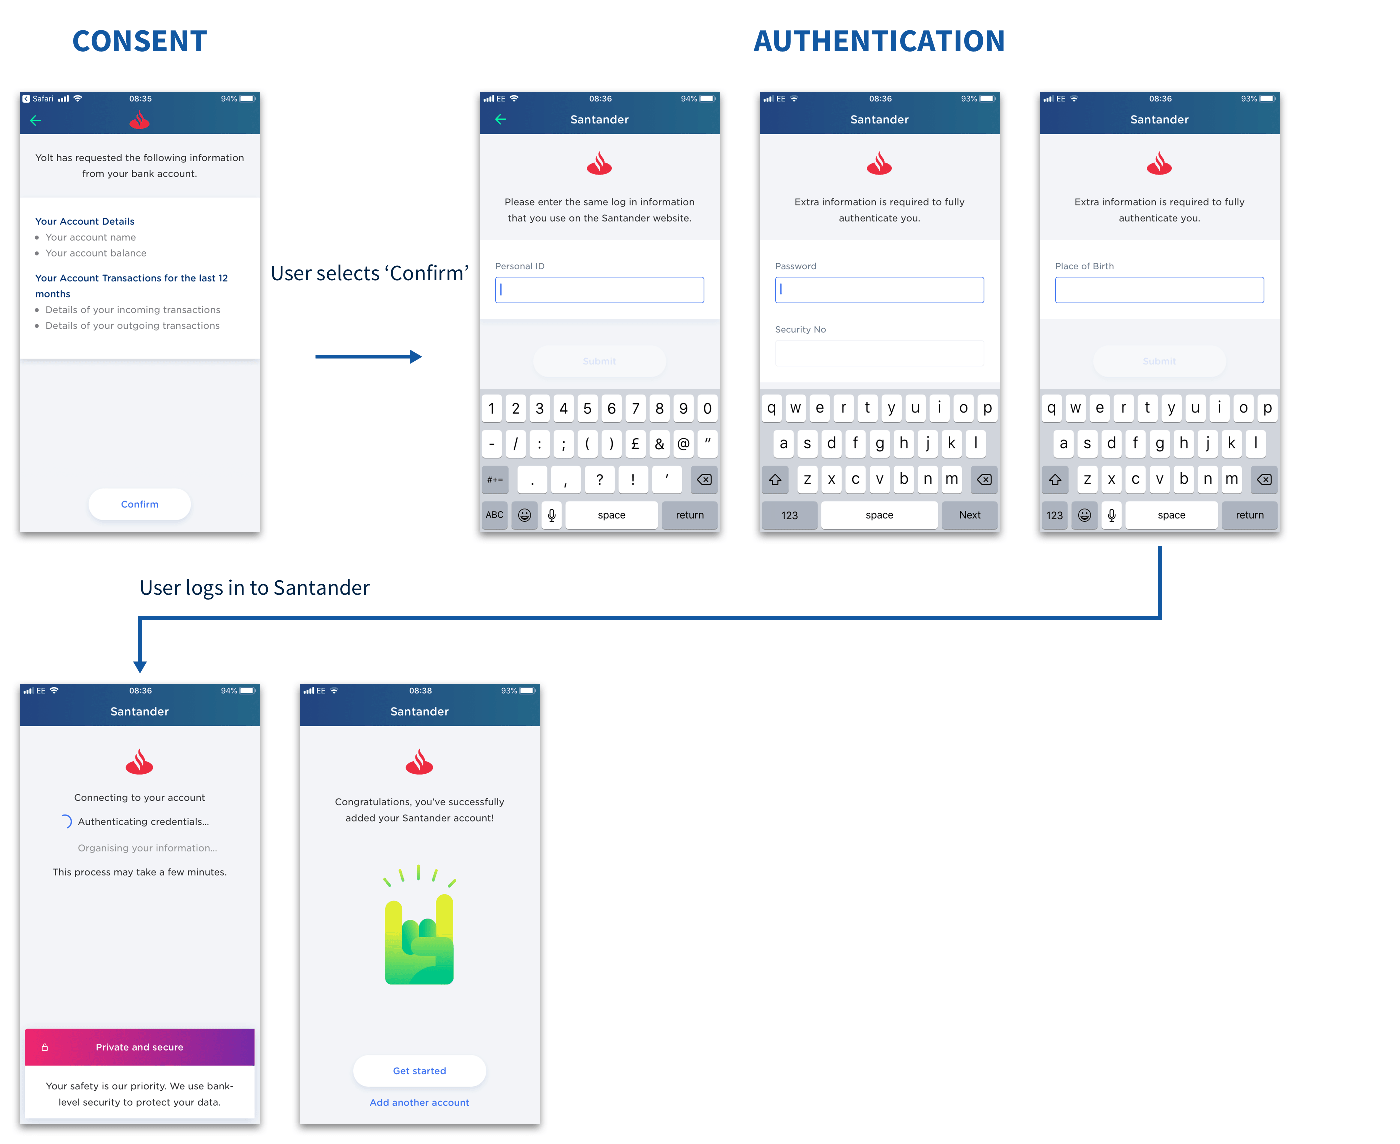 CONSENT
AUTHENTICATION
Safari 08:35 94%
Yolt has requested the following information
from your bank account.
Your Account Details
Your account name
Your account balance
Your Account Transactions for the last 12
months
Details of your incoming transactions
Details of your outgoing transactions
Confirm
User selects ‘Confirm’
EE 08:36 94%
Santander
Please enter the same log in information
that you use on the Santander website.
Personal ID
Submit
1 2 3 4 5 6 7 8 9 0
- / : ; ( ) £ & @ "
#+= . , ? ! '
ABC space return
EE 08:36 93%
Santander
Extra information is required to fully
authenticate you.
Password
Security No
q w e r t y u i o p
a s d f g h j k l
z x c v b n m
123 space Next
EE 08:36 93%
Santander
Extra information is required to fully
authenticate you.
Place of Birth
Submit
q w e r t y u i o p
a s d f g h j k l
z x c v b n m
123 space return
User logs in to Santander
EE 08:36 94%
Santander
Connecting to your account
Authenticating credentials...
Organising your information...
This process may take a few minutes.
Private and secure
Your safety is our priority. We use bank-
level security to protect your data.
EE 08:38 93%
Santander
Congratulations, you've successfully
added your Santander account!
Get started
Add another account